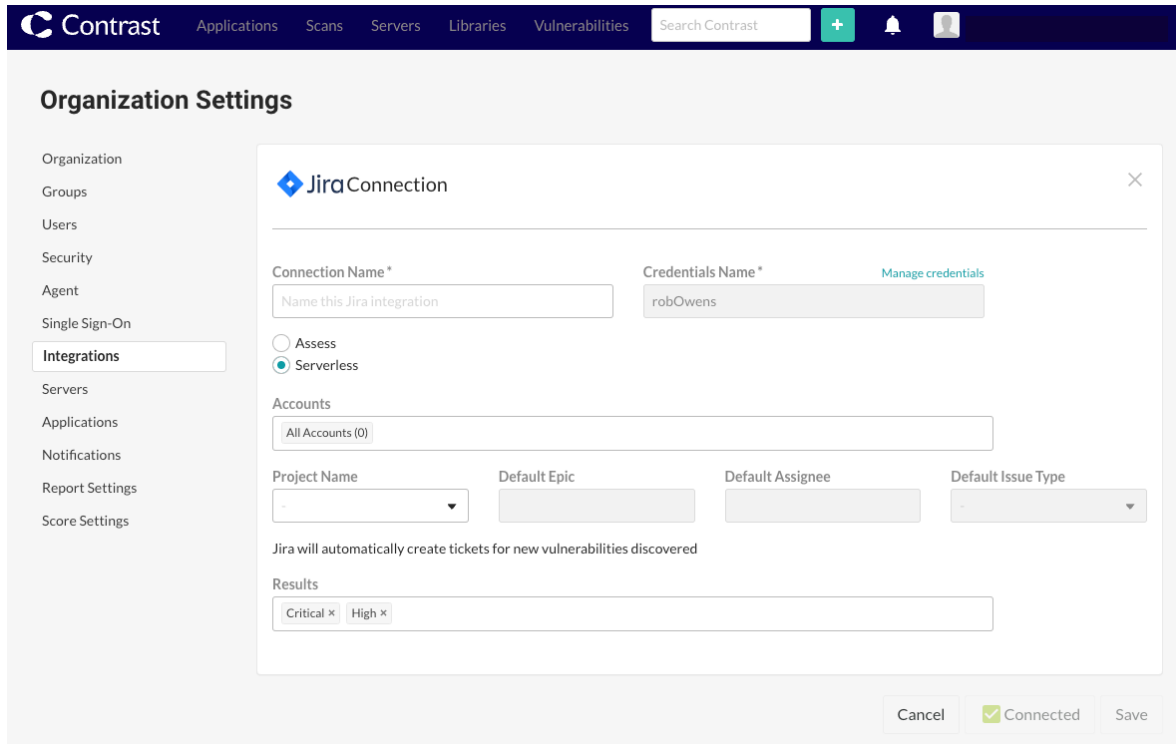 Contrast Applications Scans Servers Libraries Vulnerabilities Search Contrast +
Organization Settings
Organization
Groups
Users
Security
Agent
Single Sign-On
Integrations
Servers
Applications
Notifications
Report Settings
Score Settings
Jira Connection
Connection Name* Credentials Name* Manage credentials
Name this Jira integration robOwens
Assess
Serverless
Accounts
All Accounts (0)
Project Name Default Epic Default Assignee Default Issue Type
- -
Jira will automatically create tickets for new vulnerabilities discovered
Results
Critical × High ×
Cancel Connected Save